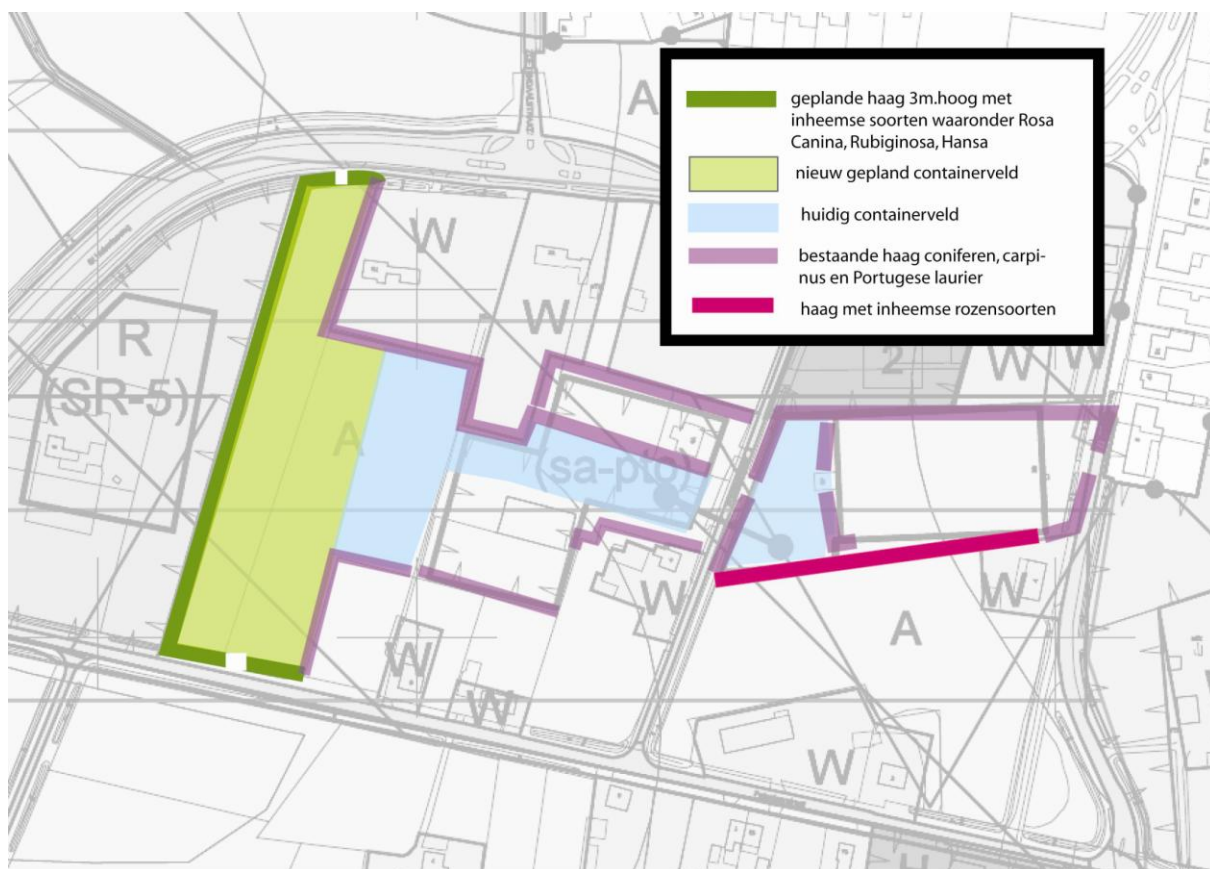 geplande haag 3m.hoog met
inheemse soorten waaronder Rosa
Canina, Rubiginosa, Hansa
nieuw gepland containerveld
huidig containerveld
bestaande haag coniferen, carpi-
nus en Portugese laurier
haag met inheemse rozensoorten
A
W
W
2
W
W
R
(SR-5)
A
(sa-pto)
W
W
A
W
W
W